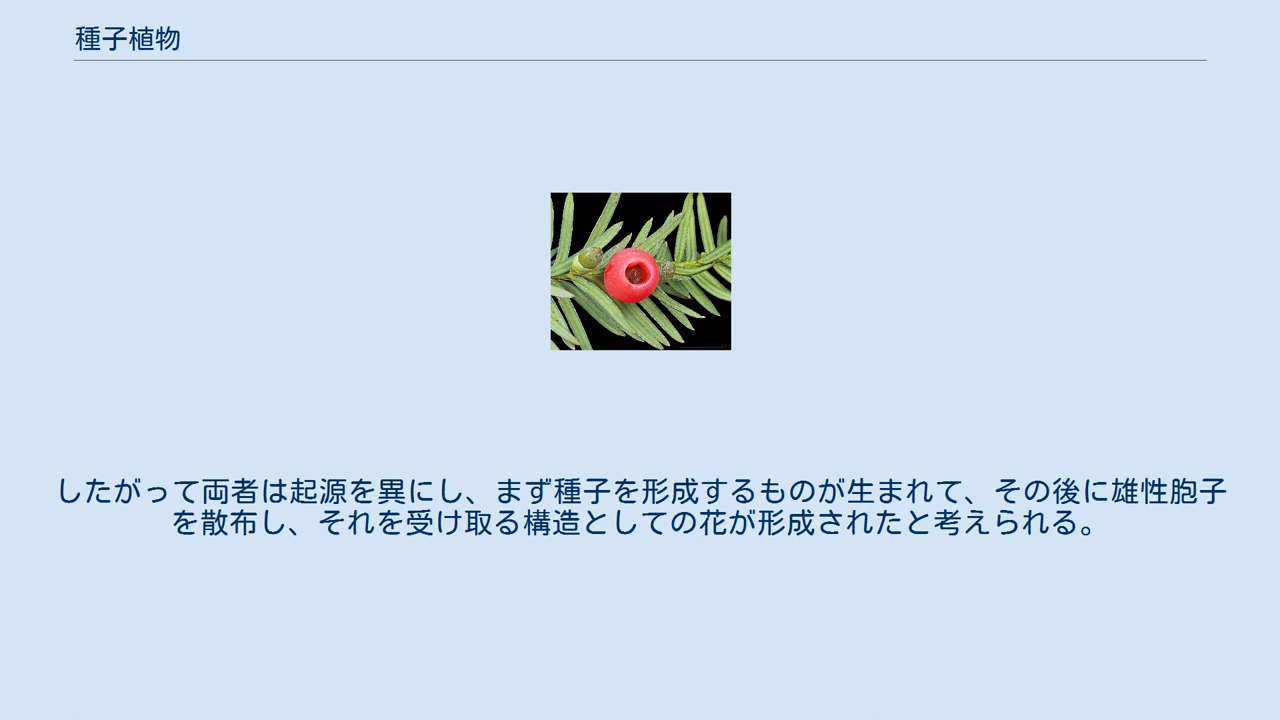 種子植物
したがって両者は起源を異にし、まず種子を形成するものが生まれて、その後に雄性胞子
を散布し、それを受け取る構造としての花が形成されたと考えられる。